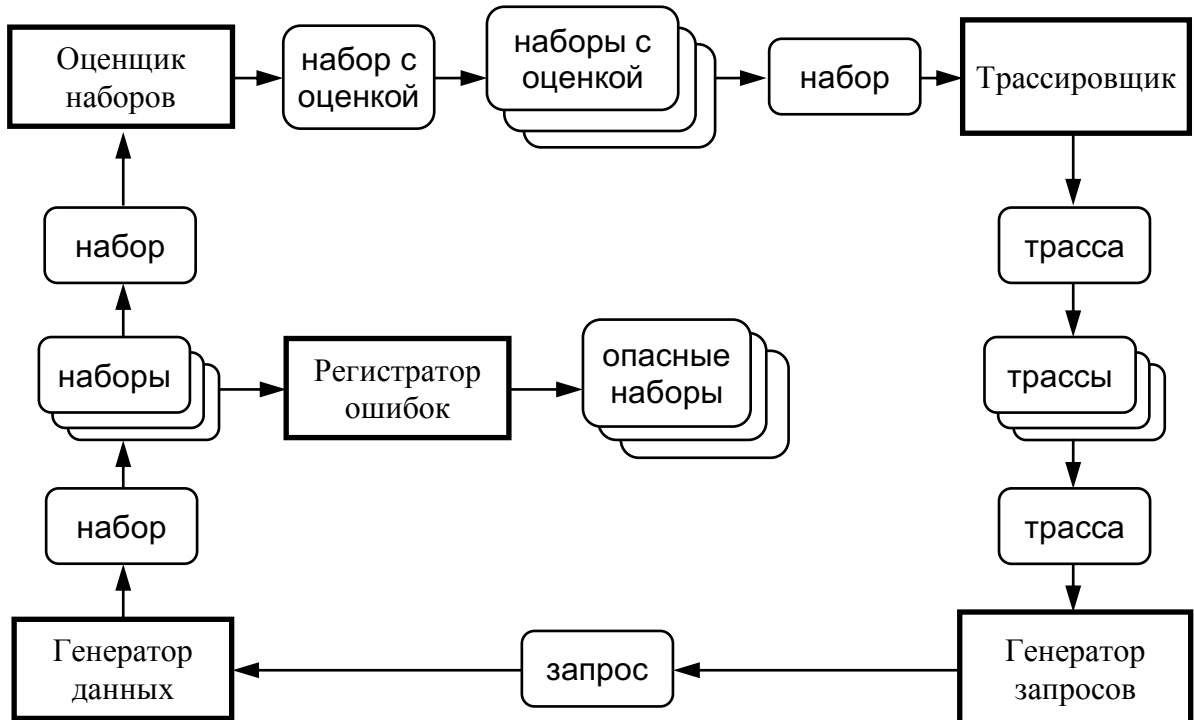 Оценщик
наборов
набор с
оценкой
наборы с
оценкой
набор
Трассировщик
набор
трасса
наборы
Регистратор
ошибок
опасные
наборы
трассы
набор
трасса
Генератор
данных
запрос
Генератор
запросов